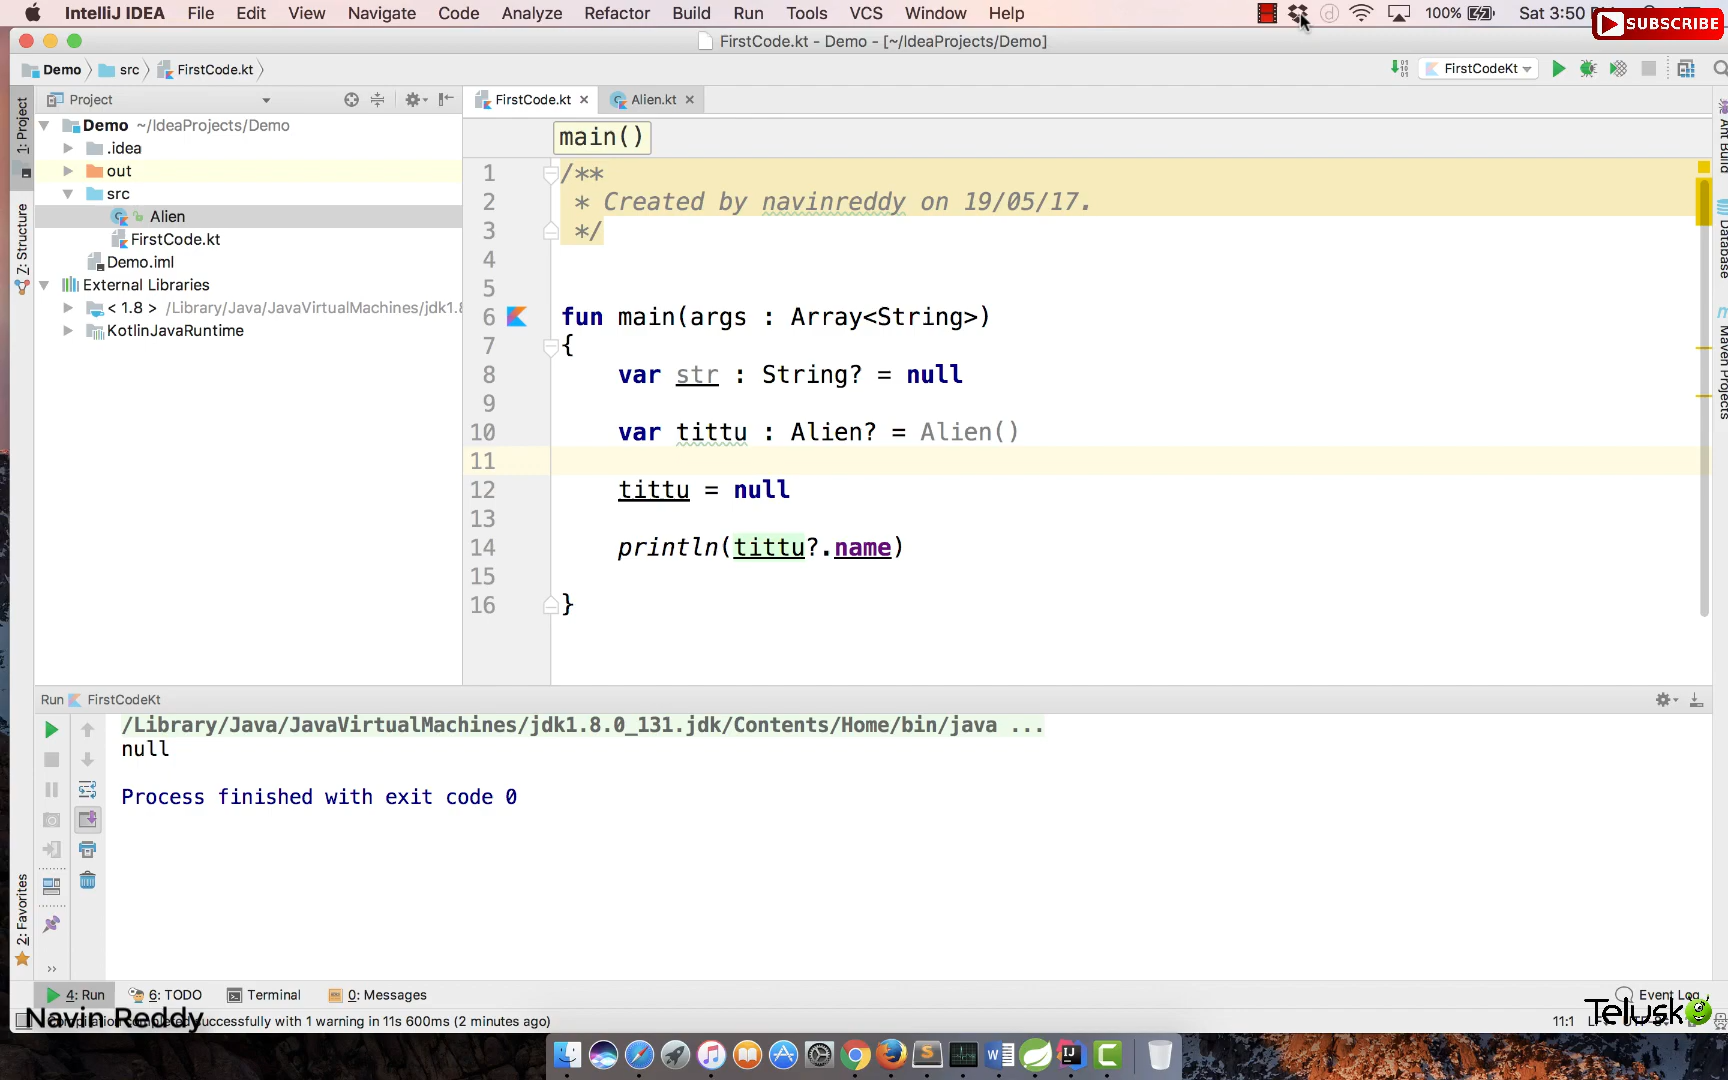 IntelliJ IDEA File Edit View Navigate Code Analyze Refactor Build Run Tools VCS Window Help 100% Sat 3:50
SUBSCRIBE
FirstCode.kt - Demo - [~/IdeaProjects/Demo]
Demo src FirstCode.kt
FirstCodeKt
Project
FirstCode.kt Alien.kt
1: Project
Z: Structure
2: Favorites
Demo ~/IdeaProjects/Demo
.idea
out
src
Alien
FirstCode.kt
Demo.iml
External Libraries
< 1.8 > /Library/Java/JavaVirtualMachines/jdk1.8
KotlinJavaRuntime
main()
1 /**
2 * Created by navinreddy on 19/05/17.
3 */
4
5
6 fun main(args : Array<String>)
7 {
8 var str : String? = null
9
10 var tittu : Alien? = Alien()
11
12 tittu = null
13
14 println(tittu?.name)
15
16 }
Ant Build
Database
Maven Projects
Run FirstCodeKt
/Library/Java/JavaVirtualMachines/jdk1.8.0_131.jdk/Contents/Home/bin/java ...
null
Process finished with exit code 0
4: Run 6: TODO Terminal 0: Messages Event Log
Navin Reddy
successfully with 1 warning in 11s 600ms (2 minutes ago)
11:1
Telusko